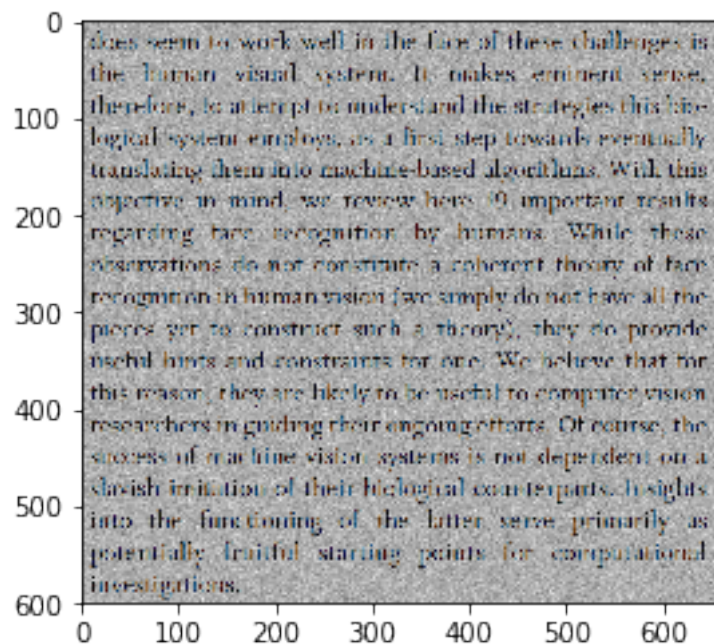 0
does seem to work well in the face of these challenges is
the human visual system. It makes eminent sense,
100
therefore, to attempt to understand the strategies this bio-
logical system employs, as a first step towards eventually
translating them into machine-based algorithms. With this
200
objective in mind, we review here 19 important results
regarding face recognition by humans. While these
observations do not constitute a coherent theory of face
300
recognition in human vision (we simply do not have all the
pieces yet to construct such a theory), they do provide
useful hints and constraints for one. We believe that for
400
this reason, they are likely to be useful to computer vision
researchers in guiding their ongoing efforts. Of course, the
success of machine vision systems is not dependent on a
500
slavish imitation of their biological counterparts. Insights
into the functioning of the latter serve primarily as
potentially fruitful starting points for computational
investigations.
600
0 100 200 300 400 500 600